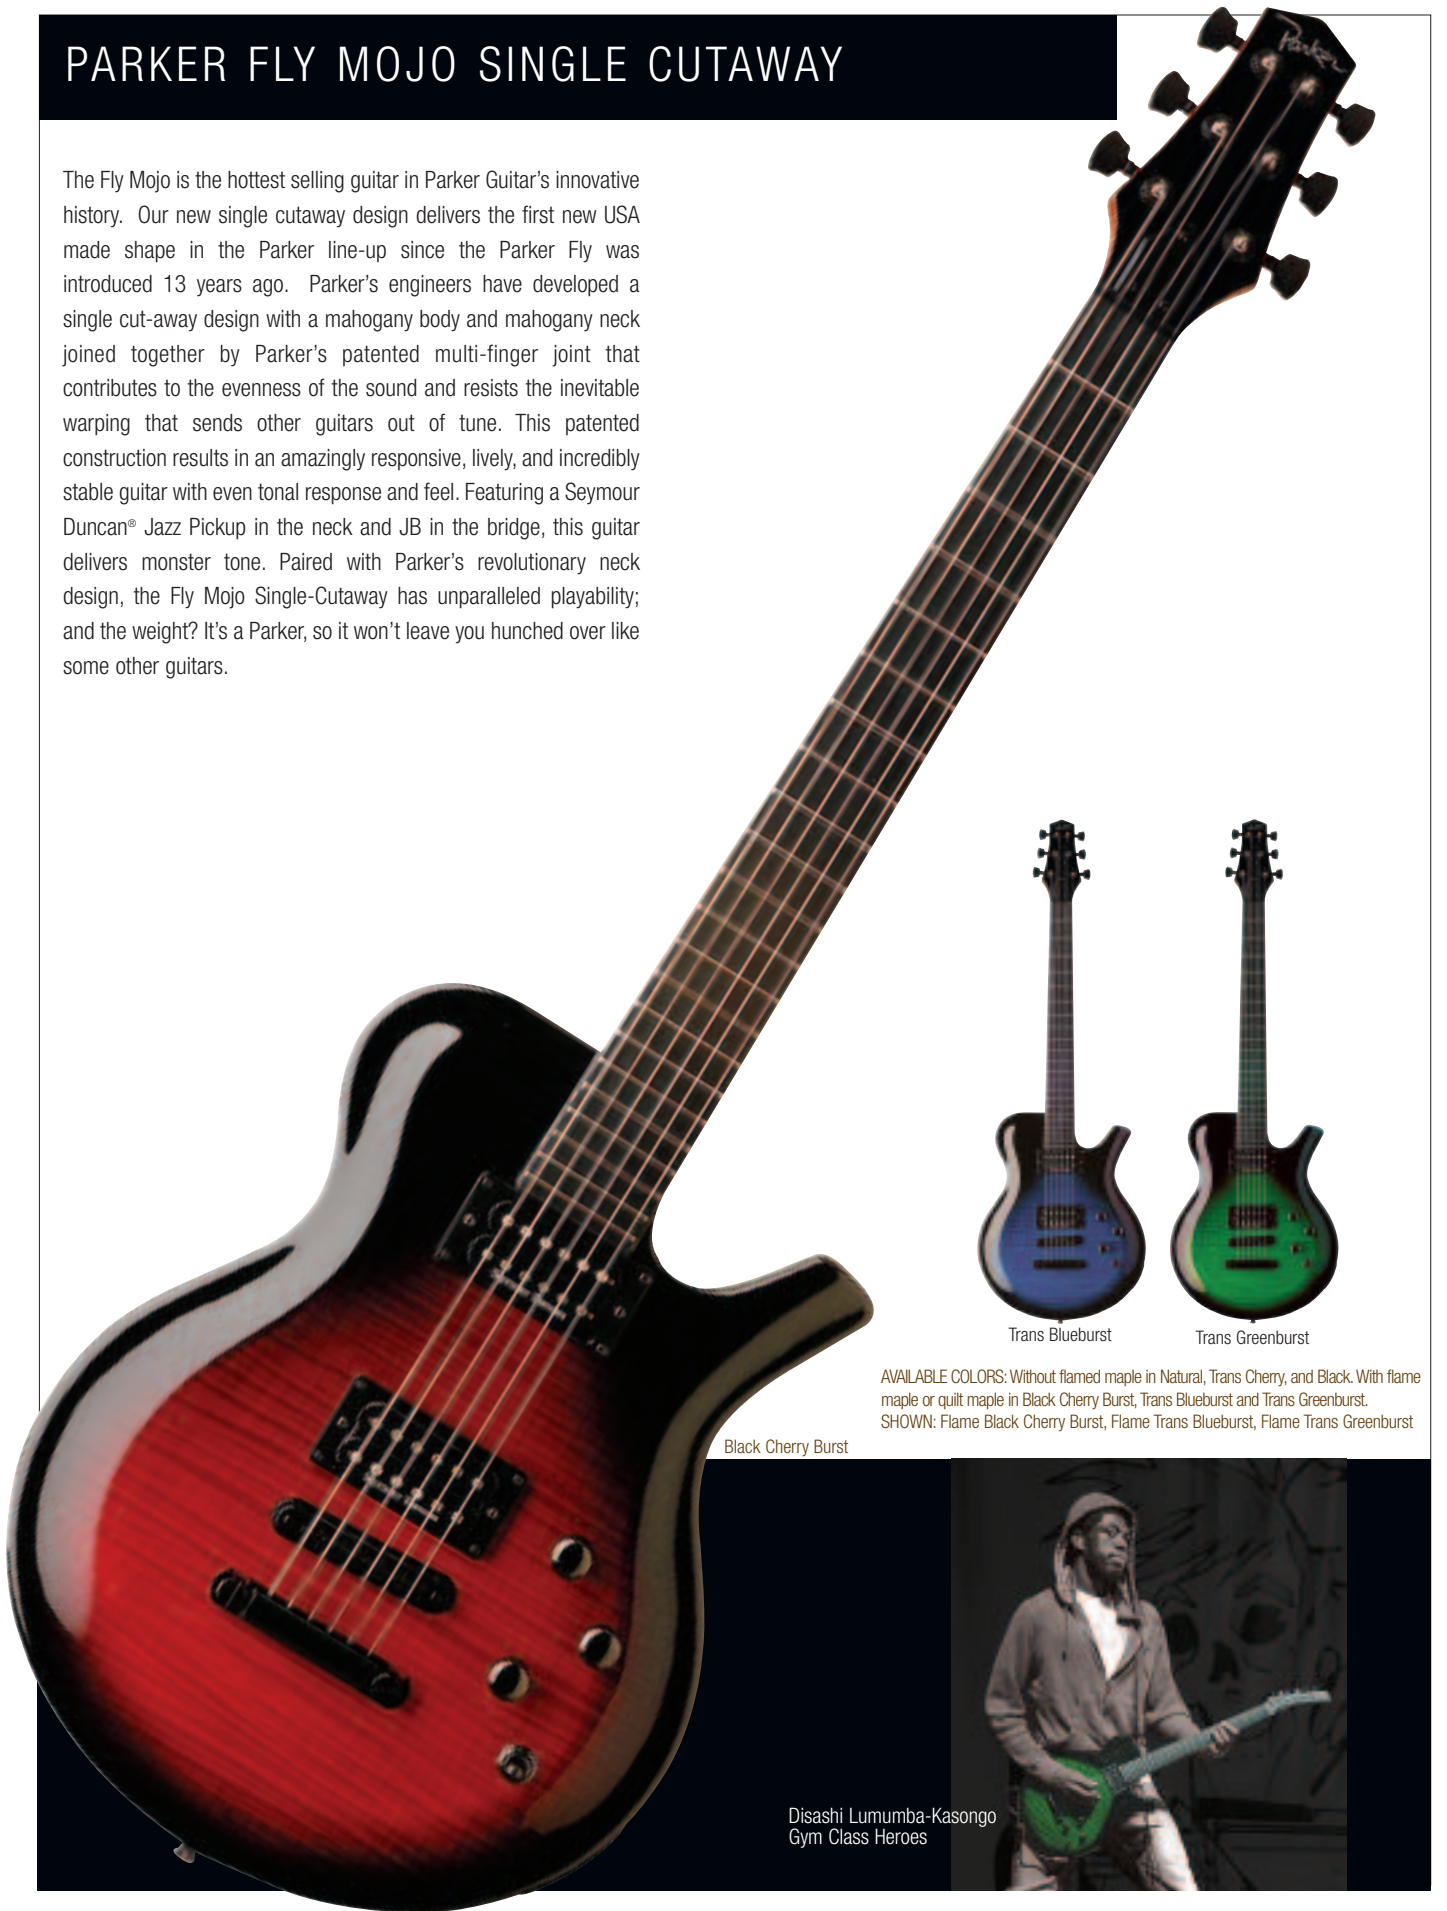 PARKER FLY MOJO SINGLE CUTAWAY
Parker
The Fly Mojo is the hottest selling guitar in Parker Guitar's innovative
history. Our new single cutaway design delivers the first new USA
made shape in the Parker line-up since the Parker Fly was
introduced 13 years ago. Parker's engineers have developed a
single cut-away design with a mahogany body and mahogany neck
joined together by Parker's patented multi-finger joint that
contributes to the evenness of the sound and resists the inevitable
warping that sends other guitars out of tune. This patented
construction results in an amazingly responsive, lively, and incredibly
stable guitar with even tonal response and feel. Featuring a Seymour
Duncan® Jazz Pickup in the neck and JB in the bridge, this guitar
delivers monster tone. Paired with Parker's revolutionary neck
design, the Fly Mojo Single-Cutaway has unparalleled playability;
and the weight? It's a Parker, so it won't leave you hunched over like
some other guitars.
Trans Blueburst
Trans Greenburst
AVAILABLE COLORS: Without flamed maple in Natural, Trans Cherry, and Black. With flame
maple or quilt maple in Black Cherry Burst, Trans Blueburst and Trans Greenburst.
SHOWN: Flame Black Cherry Burst, Flame Trans Blueburst, Flame Trans Greenburst
Black Cherry Burst
Disashi Lumumba-Kasongo
Gym Class Heroes